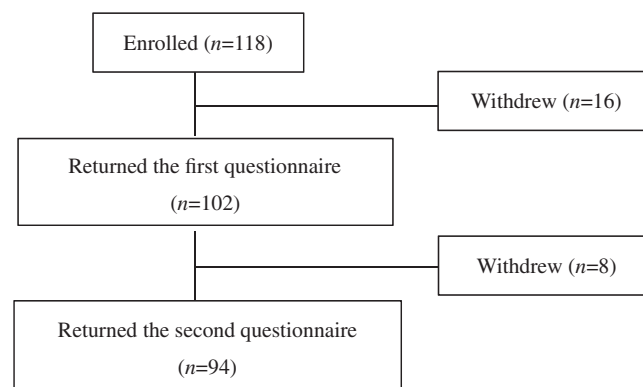 Enrolled (n=118)
Withdrew (n=16)
Returned the first questionnaire
(n=102)
Withdrew (n=8)
Returned the second questionnaire
(n=94)